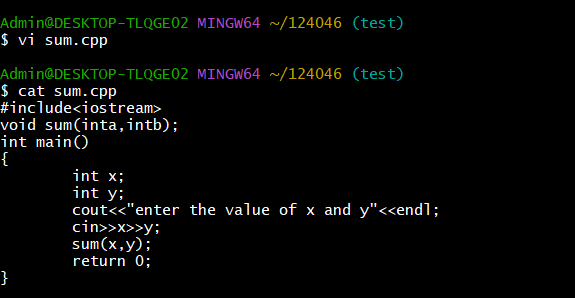 Admin@DESKTOP-TLQGE02 MINGW64 ~/124046 (test)
$ vi sum.cpp
Admin@DESKTOP-TLQGE02 MINGW64 ~/124046 (test)
$ cat sum.cpp
#include<iostream>
void sum(inta,intb);
int main()
{
        int x;
        int y;
        cout<<"enter the value of x and y"<<endl;
        cin>>x>>y;
        sum(x,y);
        return 0;
}